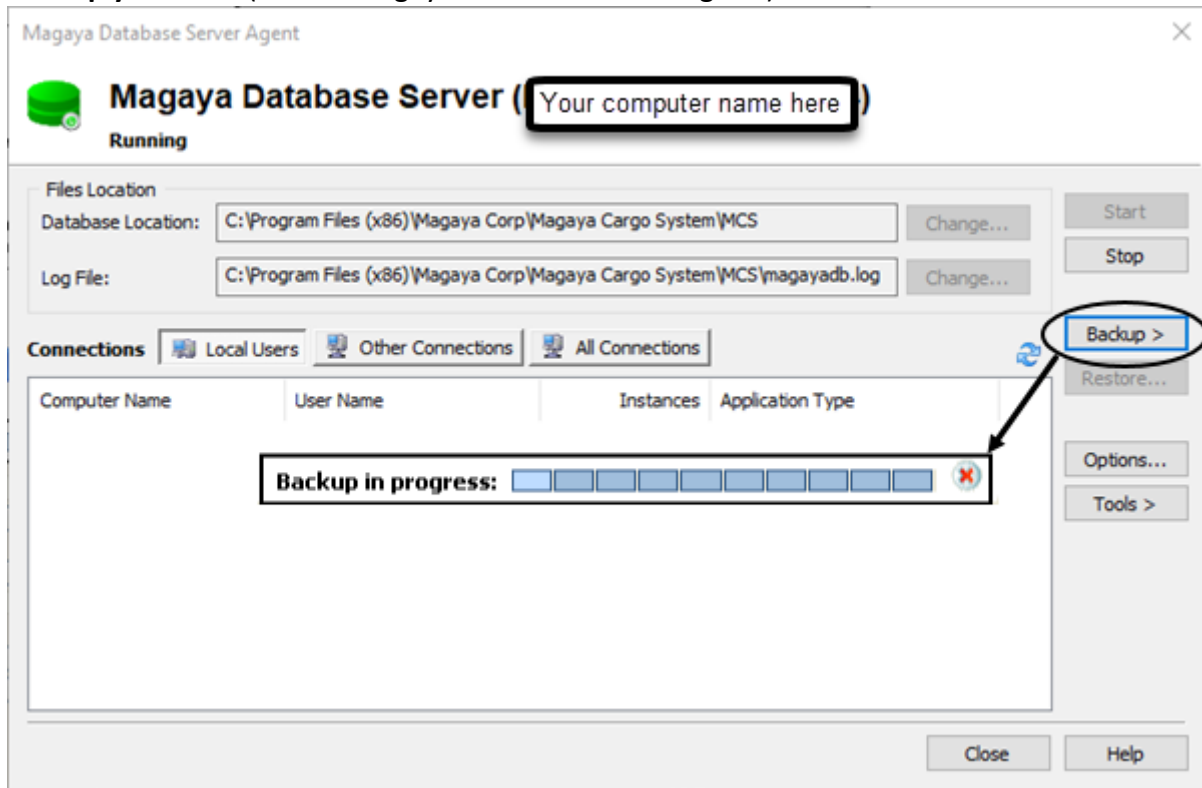 Magaya Database Server Agent
Magaya Database Server ( Your computer name here )
Running
Files Location
Database Location: C:\Program Files (x86)\Magaya Corp\Magaya Cargo System\MCS Change...
Start
Stop
Log File: C:\Program Files (x86)\Magaya Corp\Magaya Cargo System\MCS\magayadb.log Change...
Connections Local Users Other Connections All Connections
Backup >
Restore...
Computer Name User Name Instances Application Type
Backup in progress:
Options...
Tools >
Close Help